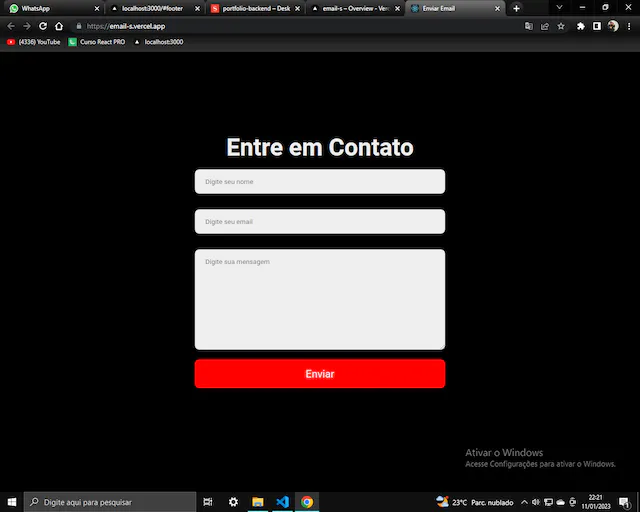 WhatsApp
localhost:3000/#footer
portfolio-backend – Desk
email-s – Overview - Ver
Enviar Email
https://email-s.vercel.app
(4336) YouTube
Curso React PRO
localhost:3000
Entre em Contato
Digite seu nome
Digite seu email
Digite sua mensagem
Enviar
Ativar o Windows
Acesse Configurações para ativar o Windows.
Digite aqui para pesquisar
23°C Parc. nublado
22:21
11/01/2023